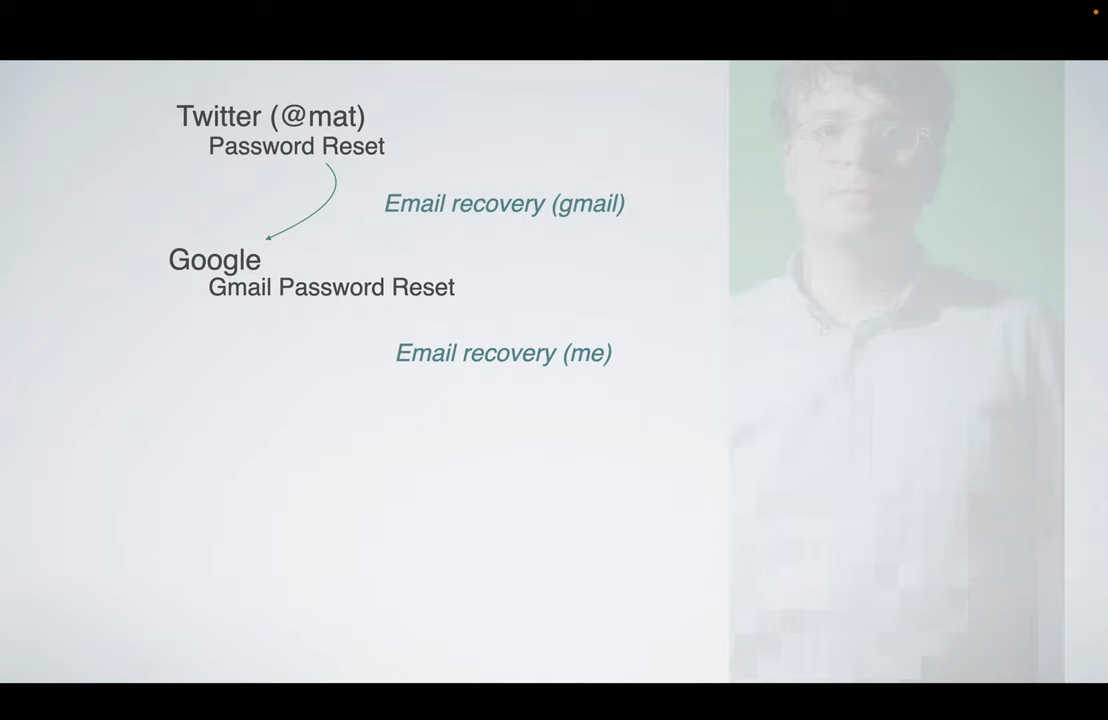 Twitter (@mat)
Password Reset
Email recovery (gmail)
Google
Gmail Password Reset
Email recovery (me)